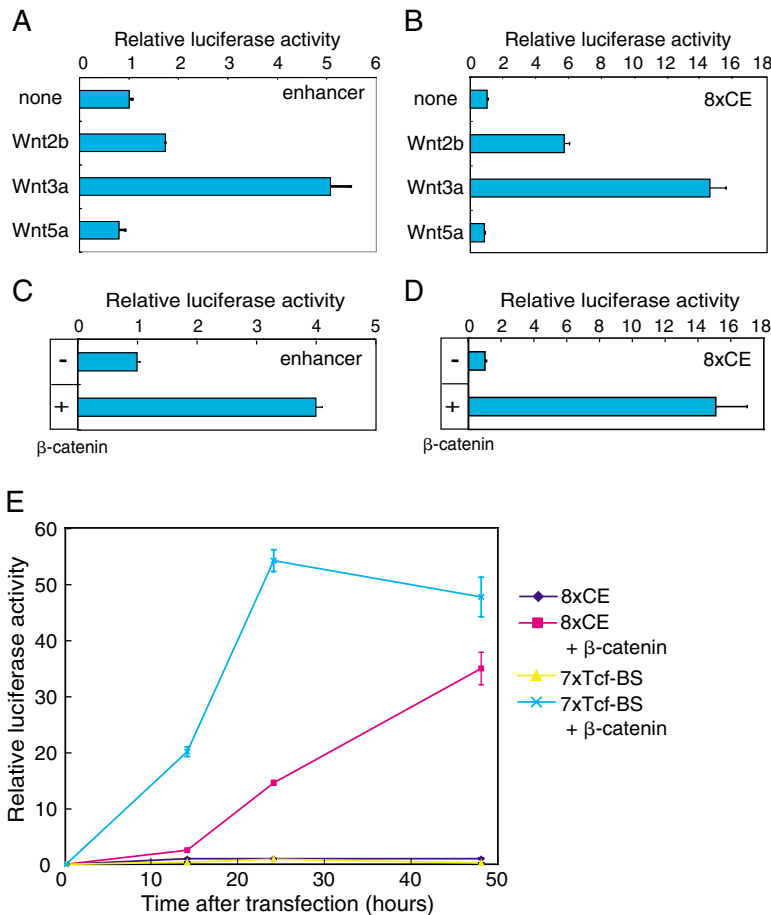 A
Relative luciferase activity
0 1 2 3 4 5 6
enhancer
none
Wnt2b
Wnt3a
Wnt5a
B
Relative luciferase activity
0 2 4 6 8 10 12 14 16 18
8xCE
none
Wnt2b
Wnt3a
Wnt5a
C
Relative luciferase activity
0 1 2 3 4 5
enhancer
-
+
β-catenin
D
Relative luciferase activity
0 2 4 6 8 10 12 14 16 18
8xCE
-
+
β-catenin
E
Relative luciferase activity
60
50
40
30
20
10
0
0 10 20 30 40 50
Time after transfection (hours)
8xCE
8xCE
+ β-catenin
7xTcf-BS
7xTcf-BS
+ β-catenin